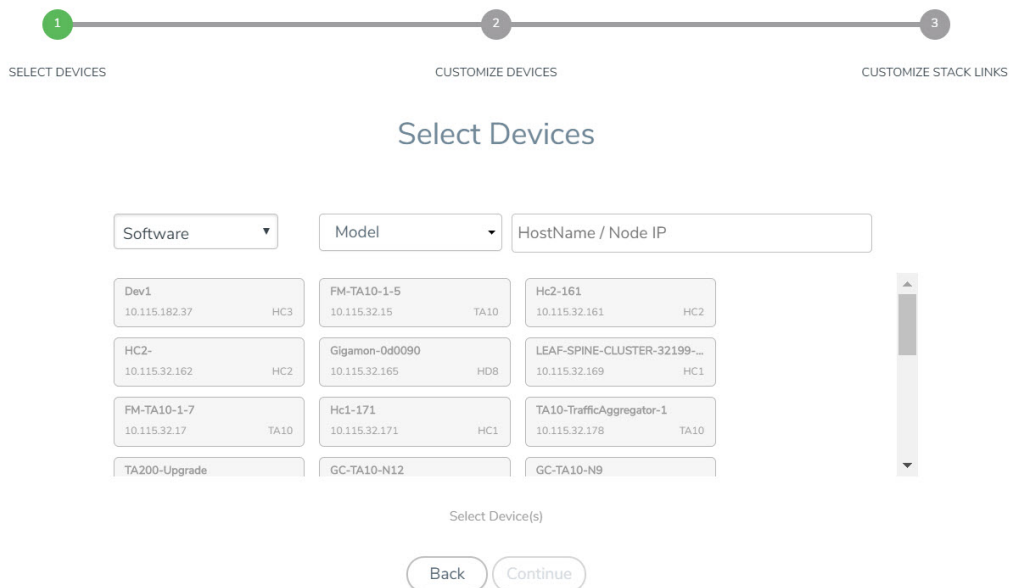 1 2 3
SELECT DEVICES CUSTOMIZE DEVICES CUSTOMIZE STACK LINKS
Select Devices
Software Model HostName / Node IP
Dev1 FM-TA10-1-5 Hc2-161
10.115.182.37 HC3 10.115.32.15 TA10 10.115.32.161 HC2
HC2- Gigamon-0d0090 LEAF-SPINE-CLUSTER-32199-...
10.115.32.162 HC2 10.115.32.165 HD8 10.115.32.169 HC1
FM-TA10-1-7 Hc1-171 TA10-TrafficAggregator-1
10.115.32.17 TA10 10.115.32.171 HC1 10.115.32.178 TA10
TA200-Upgrade GC-TA10-N12 GC-TA10-N9
Select Device(s)
Back Continue